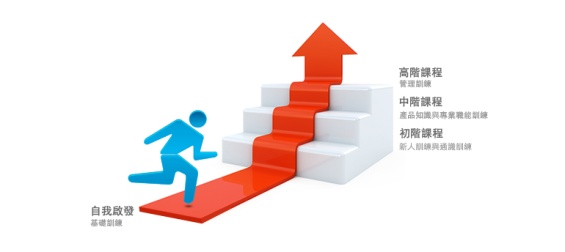 高階課程
管理訓練
中階課程
產品知識與專業職能訓練
初階課程
新人訓練與通識訓練
自我啟發
基礎訓練